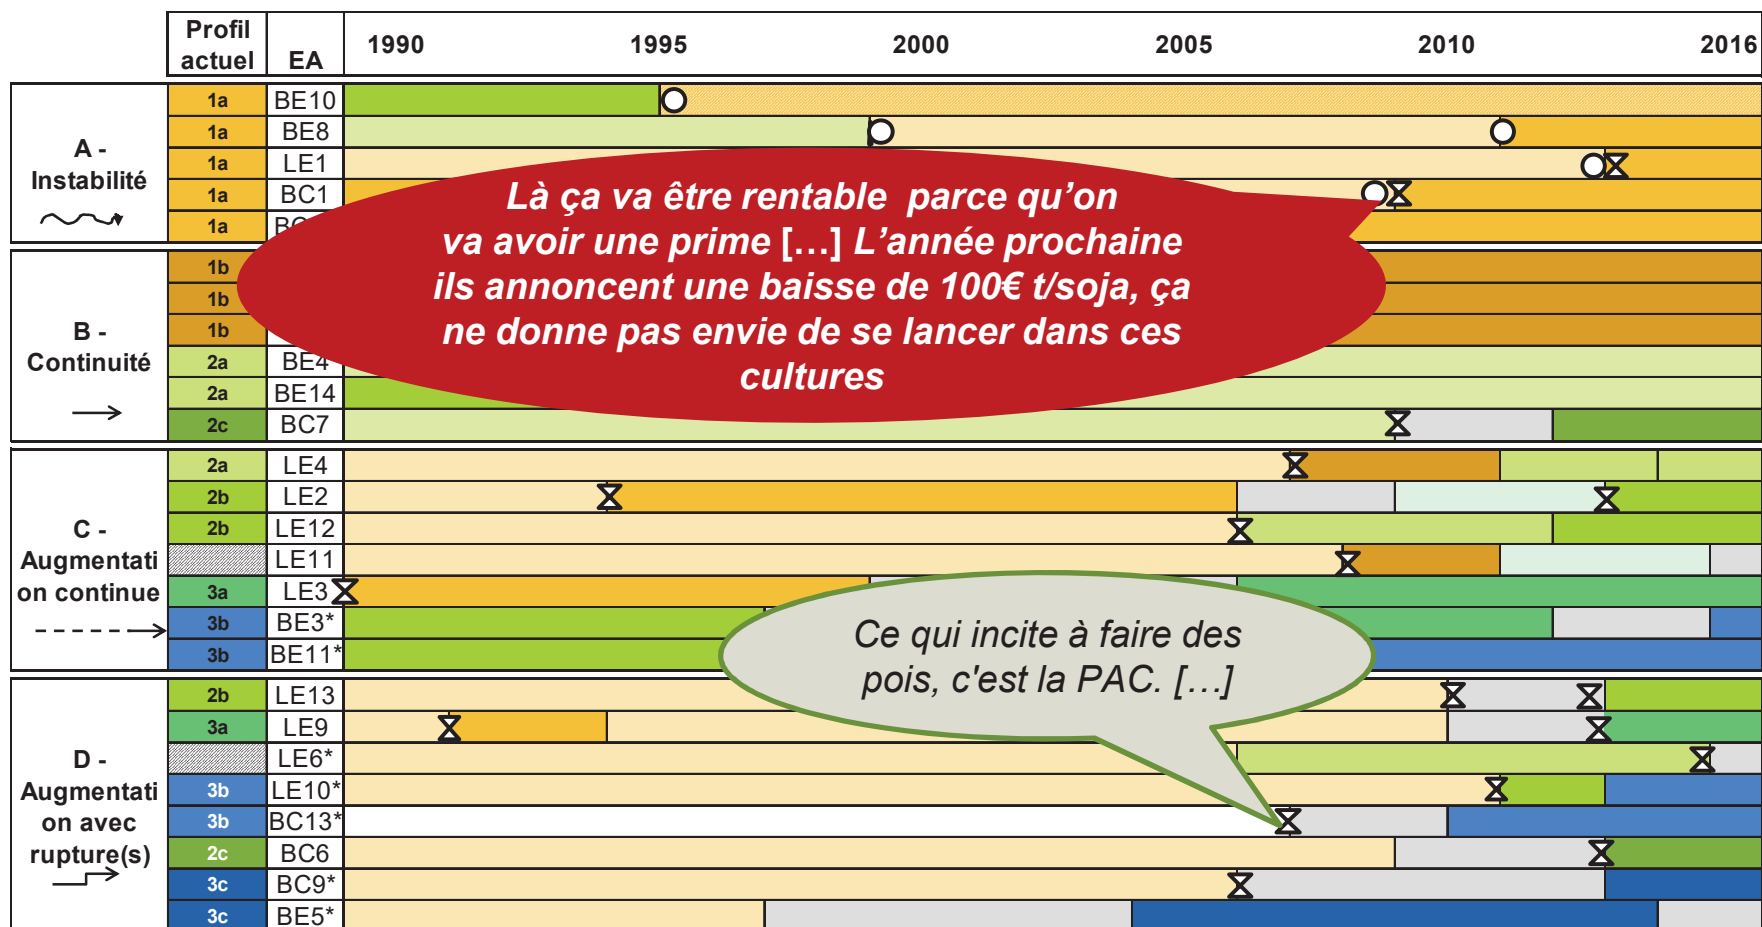 Profil actuel EA 1990 1995 2000 2005 2010 2016
A - Instabilité
1a BE10
1a BE8
1a LE1
1a BC1
1a
B - Continuité
1b
1b
1b
2a BE4
2a BE14
2c BC7
C - Augmentati on continue
2a LE4
2b LE2
2b LE12
LE11
3a LE3
3b BE3*
3b BE11*
D - Augmentati on avec rupture(s)
2b LE13
3a LE9
LE6*
3b LE10*
3b BC13*
2c BC6
3c BC9*
3c BE5*
Là ça va être rentable parce qu'on
va avoir une prime […] L'année prochaine
ils annoncent une baisse de 100€ t/soja, ça
ne donne pas envie de se lancer dans ces
cultures
Ce qui incite à faire des
pois, c'est la PAC. […]